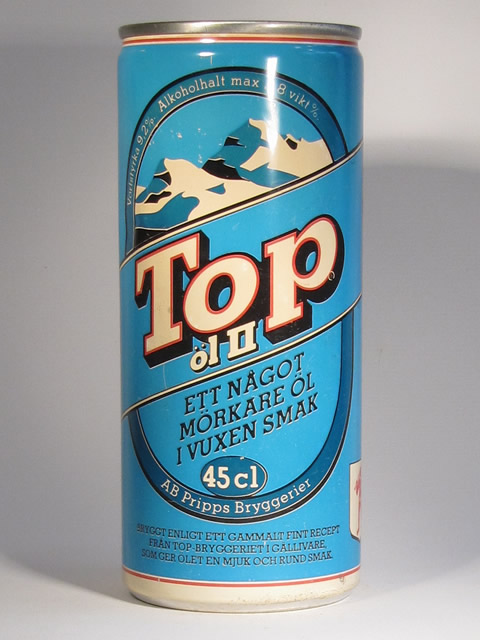 Vörtstyrka 9,2%. Alkoholhalt max 2,8 vikt%.
Top
öl II
ETT NÅGOT
MÖRKARE ÖL
I VUXEN SMAK
45 cl
AB Pripps Bryggerier
BRYGGT ENLIGT ETT GAMMALT FINT RECEPT
FRÅN TOP-BRYGGERIET I GÄLLIVARE,
SOM GER ÖLET EN MJUK OCH RUND SMAK.